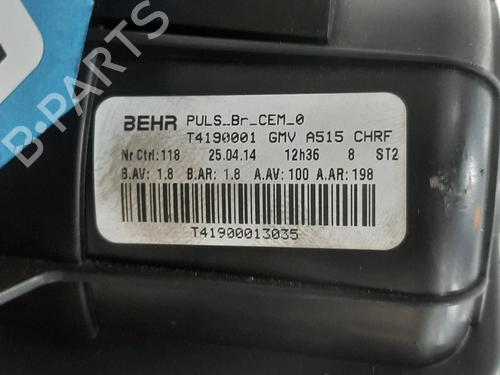 B-PARTS
BEHR PULS_Br_CEM_0
T4190001 GMV A515 CHRF
Nr Ctrl:118 25.04.14 12h36 8 ST2
B.AV: 1.8 B.AR: 1.8 A.AV: 100 A.AR: 198
T41900013035